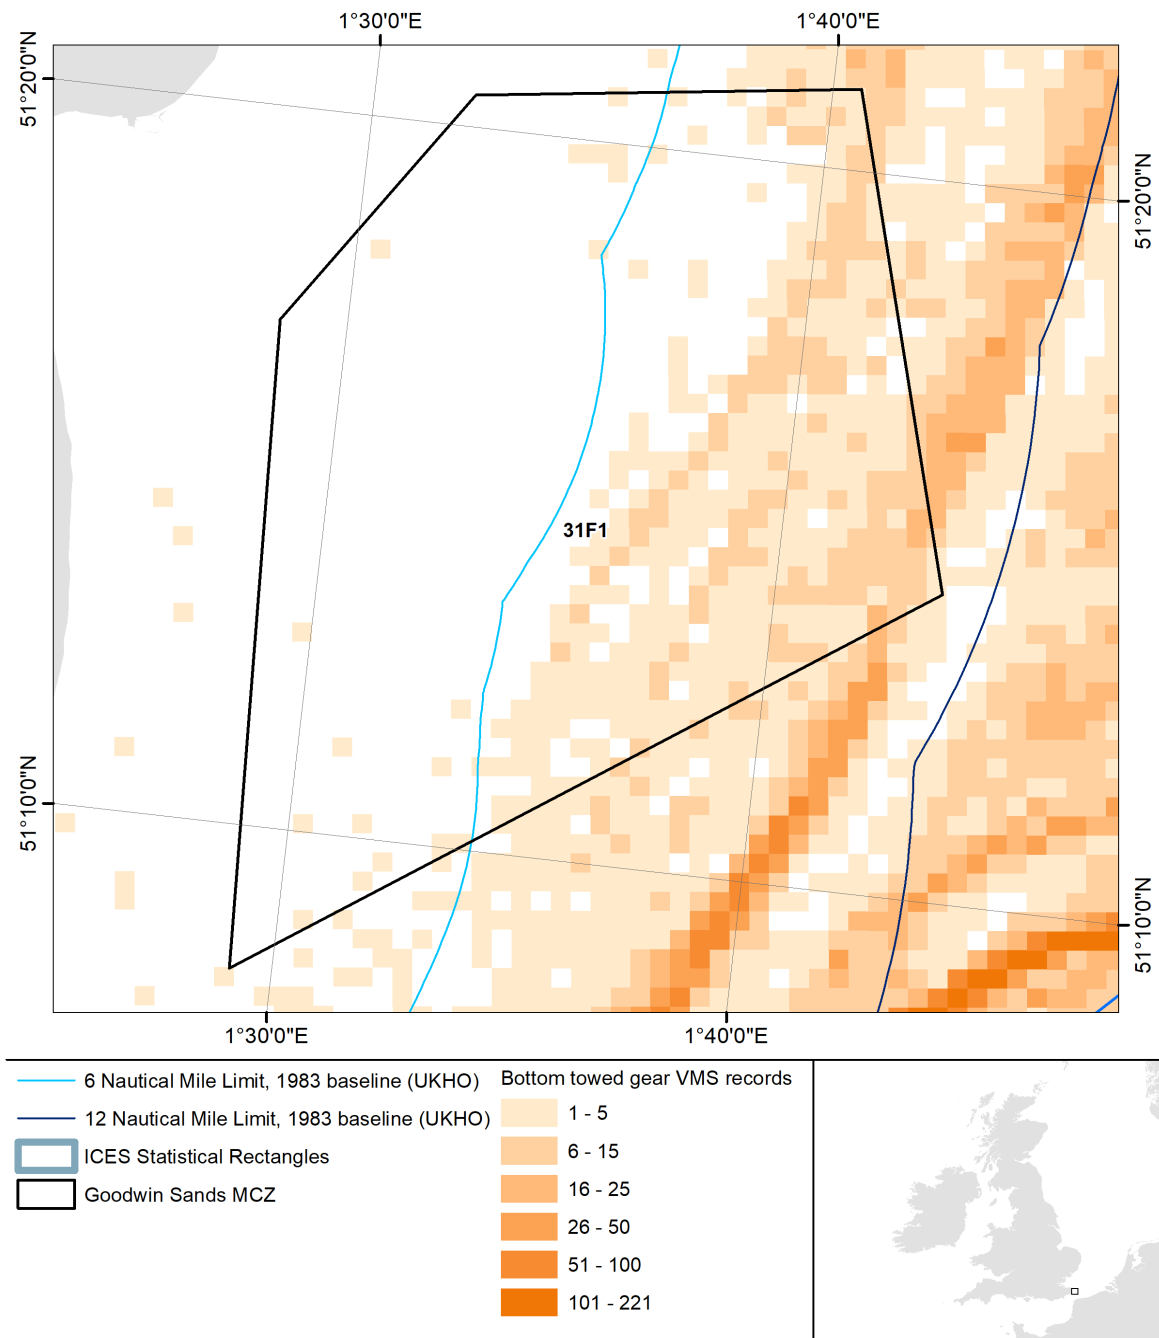 1°30'0"E
1°40'0"E
51°20'0"N
51°20'0"N
31F1
51°10'0"N
51°10'0"N
1°30'0"E
1°40'0"E
6 Nautical Mile Limit, 1983 baseline (UKHO)
12 Nautical Mile Limit, 1983 baseline (UKHO)
ICES Statistical Rectangles
Goodwin Sands MCZ
Bottom towed gear VMS records
1 - 5
6 - 15
16 - 25
26 - 50
51 - 100
101 - 221